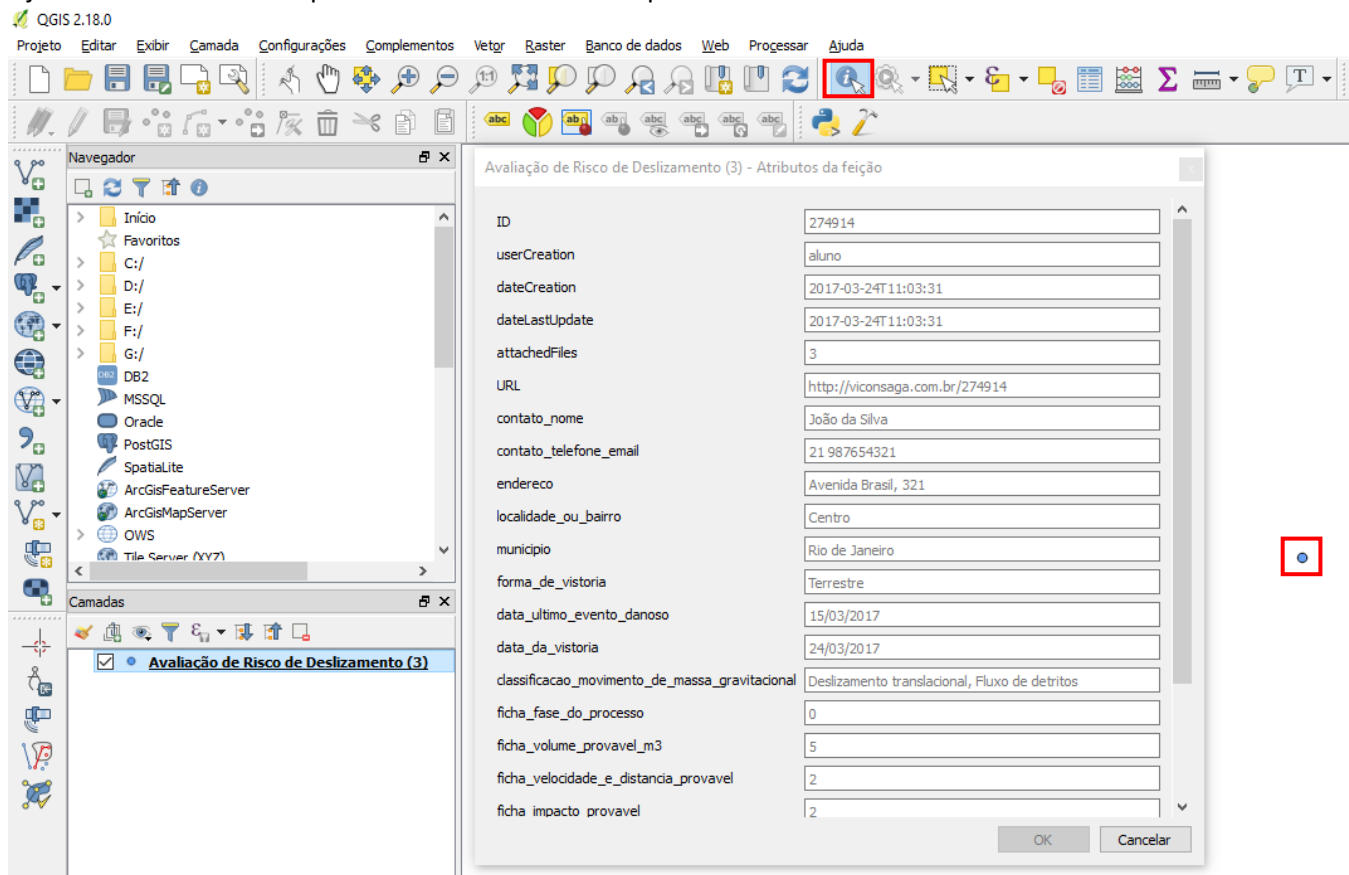 QGIS 2.18.0
Projeto Editar Exibir Camada Configurações Complementos Vetor Raster Banco de dados Web Processar Ajuda
Navegador
Início
Favoritos
C:/
D:/
E:/
F:/
G:/
DB2
MSSQL
Oracle
PostGIS
SpatiaLite
ArcGisFeatureServer
ArcGisMapServer
OWS
Tile Server (XYZ)
Camadas
Avaliação de Risco de Deslizamento (3)
Avaliação de Risco de Deslizamento (3) - Atributos da feição
ID 274914
userCreation aluno
dateCreation 2017-03-24T11:03:31
dateLastUpdate 2017-03-24T11:03:31
attachedFiles 3
URL http://viconsaga.com.br/274914
contato_nome João da Silva
contato_telefone_email 21 987654321
endereco Avenida Brasil, 321
localidade_ou_bairro Centro
municipio Rio de Janeiro
forma_de_vistoria Terrestre
data_ultimo_evento_danoso 15/03/2017
data_da_vistoria 24/03/2017
classificacao_movimento_de_massa_gravitacional Deslizamento translacional, Fluxo de detritos
ficha_fase_do_processo 0
ficha_volume_provavel_m3 5
ficha_velocidade_e_distancia_provavel 2
ficha_impacto_provavel 2
OK Cancelar